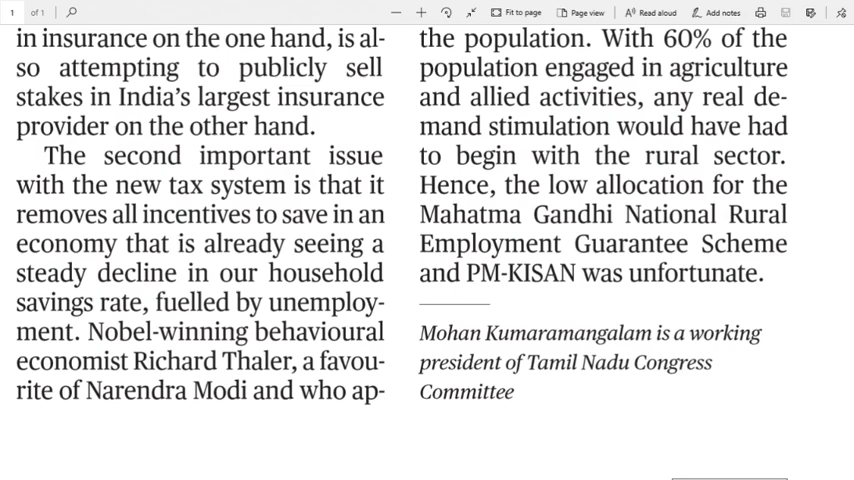 1 of 1 Fit to page Page view Read aloud Add notes
in insurance on the one hand, is al-
so attempting to publicly sell
stakes in India's largest insurance
provider on the other hand.
The second important issue
with the new tax system is that it
removes all incentives to save in an
economy that is already seeing a
steady decline in our household
savings rate, fuelled by unemploy-
ment. Nobel-winning behavioural
economist Richard Thaler, a favou-
rite of Narendra Modi and who ap-
the population. With 60% of the
population engaged in agriculture
and allied activities, any real de-
mand stimulation would have had
to begin with the rural sector.
Hence, the low allocation for the
Mahatma Gandhi National Rural
Employment Guarantee Scheme
and PM-KISAN was unfortunate.
Mohan Kumaramangalam is a working
president of Tamil Nadu Congress
Committee